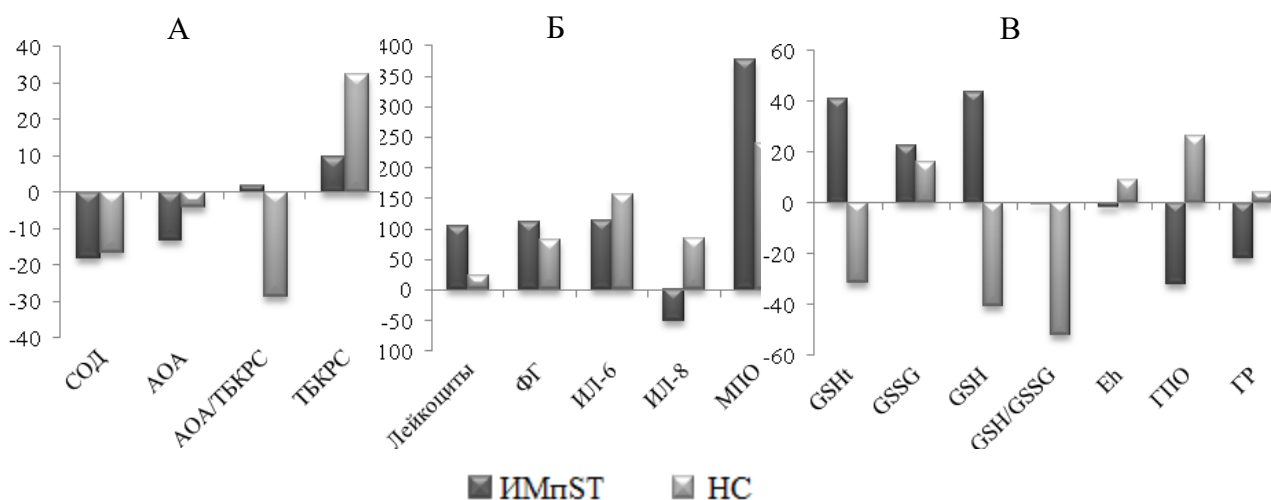 А
40
30
20
10
0
-10
-20
-30
-40
СОД
АОА
АОА/ТБКРС
ТБКРС
Б
400
350
300
250
200
150
100
50
0
-50
100
Лейкоциты
ФГ
ИЛ-6
ИЛ-8
МПО
В
60
40
20
0
-20
-40
-60
GSHt
GSSG
GSH
GSH/GSSG
Eh
ГПО
ГР
ИМпST НС